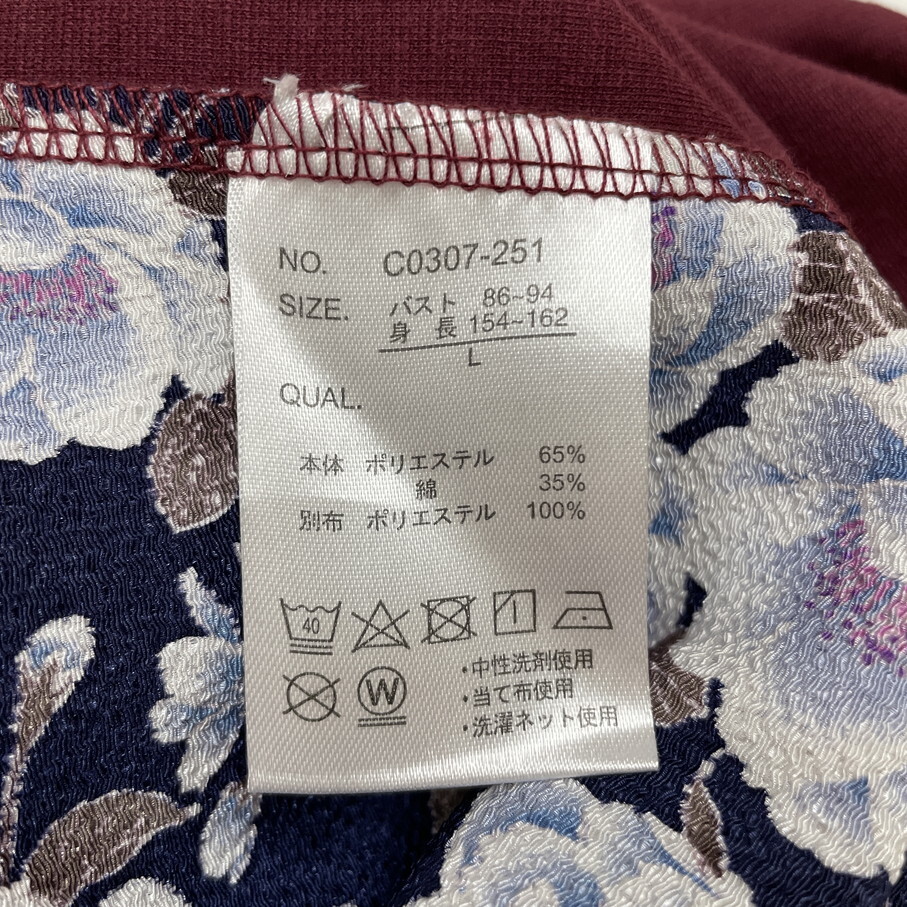 NO. C0307-251
SIZE. バスト 86~94
身 長 154~162
L
QUAL.
本体 ポリエステル 65%
綿 35%
別布 ポリエステル 100%
40
W
・中性洗剤使用
・当て布使用
・洗濯ネット使用